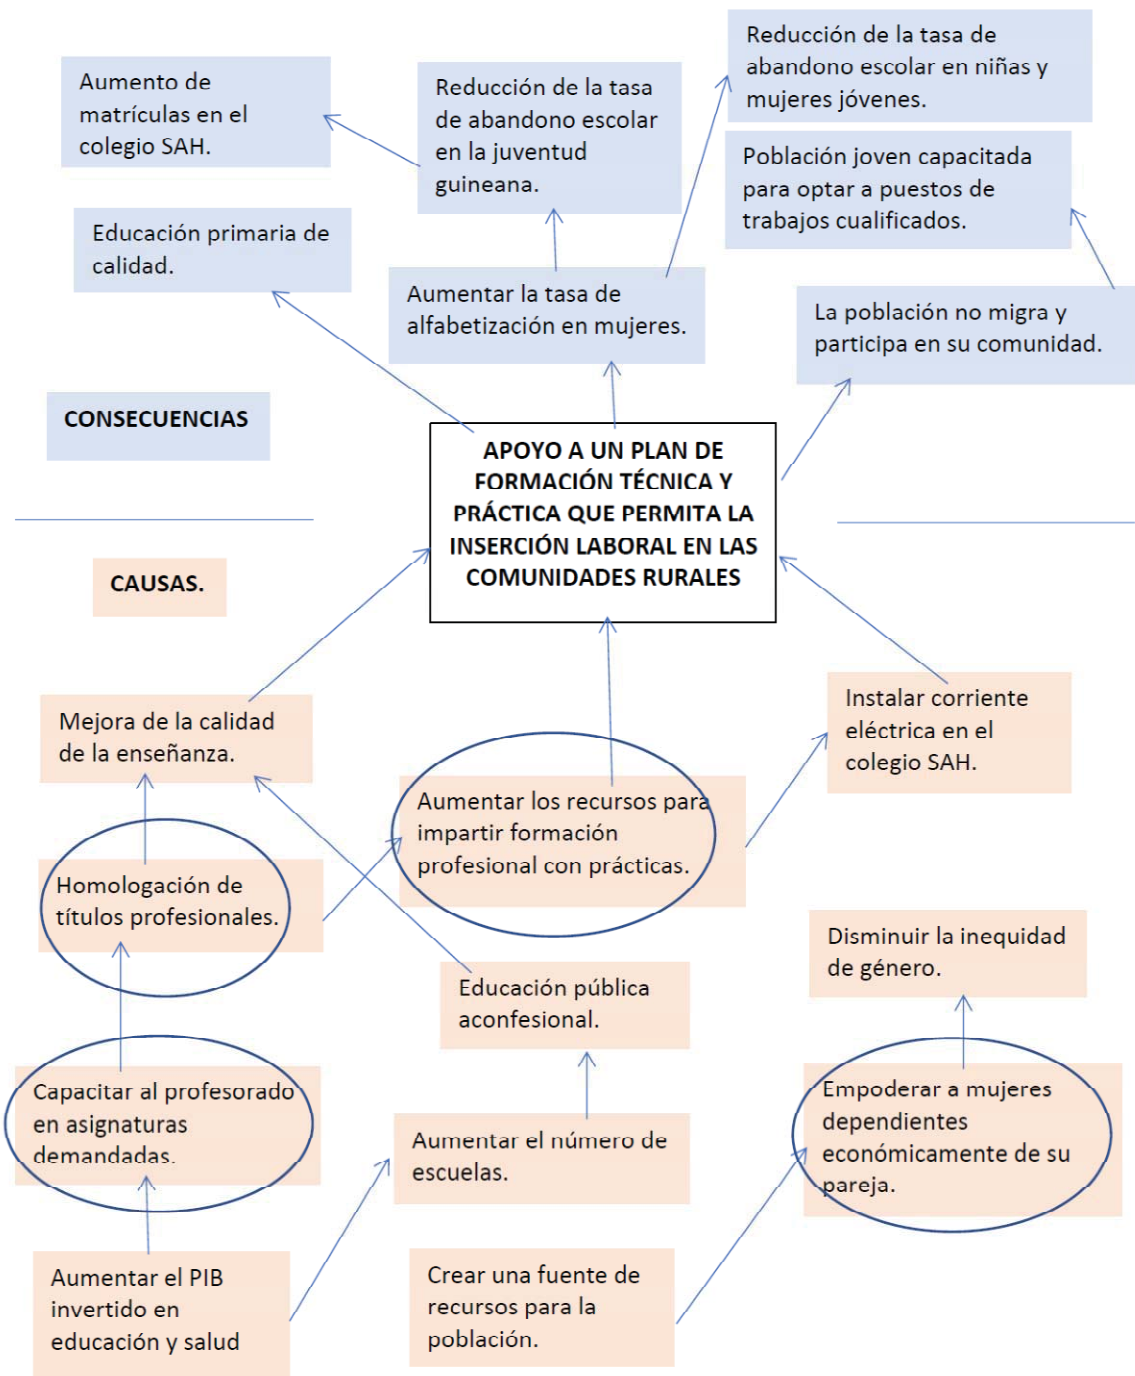 Reducción de la tasa de
abandono escolar en niñas y
mujeres jóvenes.
Aumento de
matrículas en el
colegio SAH.
Reducción de la tasa
de abandono escolar
en la juventud
guineana.
Población joven capacitada
para optar a puestos de
trabajos cualificados.
Educación primaria de
calidad.
Aumentar la tasa de
alfabetización en mujeres.
La población no migra y
participa en su comunidad.
CONSECUENCIAS
APOYO A UN PLAN DE
FORMACIÓN TÉCNICA Y
PRÁCTICA QUE PERMITA LA
INSERCIÓN LABORAL EN LAS
COMUNIDADES RURALES
CAUSAS.
Mejora de la calidad
de la enseñanza.
Instalar corriente
eléctrica en el
colegio SAH.
Aumentar los recursos para
impartir formación
profesional con prácticas.
Homologación de
títulos profesionales.
Disminuir la inequidad
de género.
Educación pública
aconfesional.
Capacitar al profesorado
en asignaturas
demandadas.
Aumentar el número de
escuelas.
Empoderar a mujeres
dependientes
económicamente de su
pareja.
Aumentar el PIB
invertido en
educación y salud
Crear una fuente de
recursos para la
población.